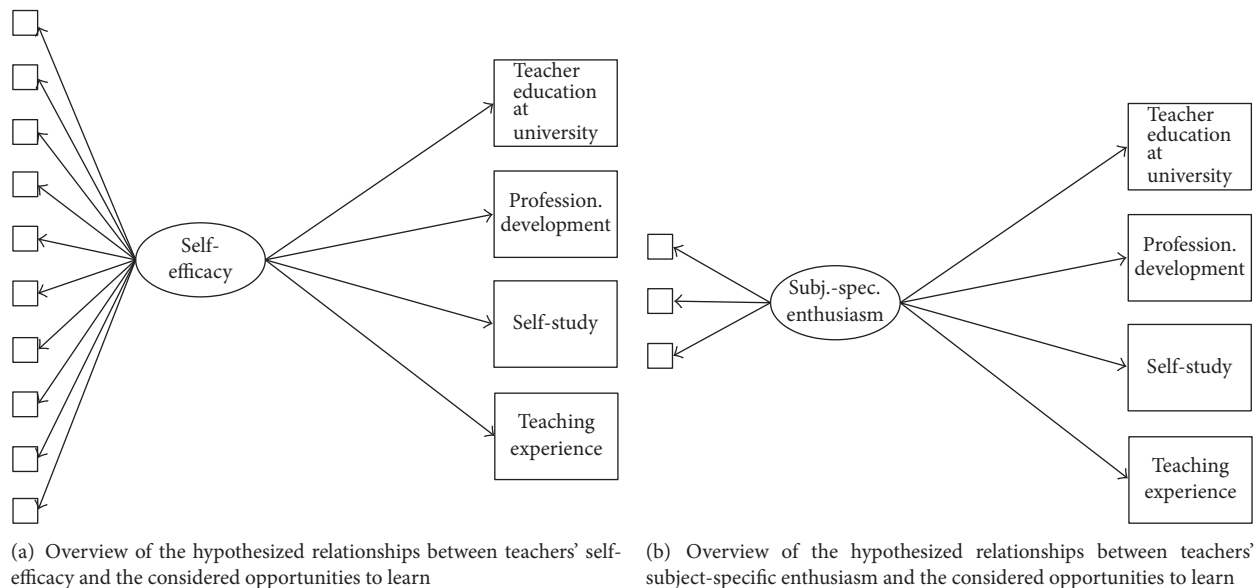 Teacher
education
at
university
Profession.
development
Self-
efficacy
Self-study
Teaching
experience
(a) Overview of the hypothesized relationships between teachers’ self-
efficacy and the considered opportunities to learn
Teacher
education
at
university
Profession.
development
Subj.-spec.
enthusiasm
Self-study
Teaching
experience
(b) Overview of the hypothesized relationships between teachers’
subject-specific enthusiasm and the considered opportunities to learn